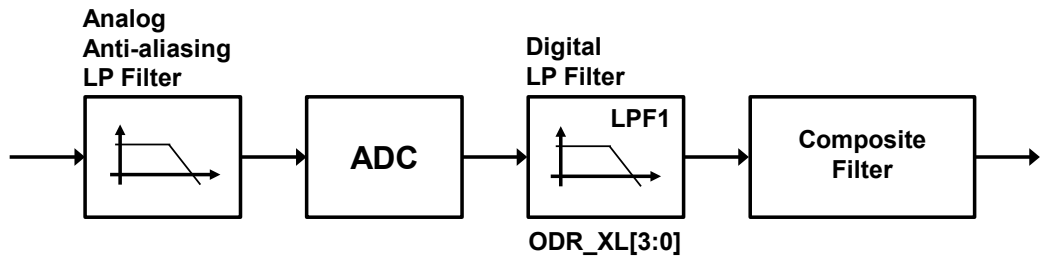 Analog
Anti-aliasing
LP Filter
ADC
Digital
LP Filter
LPF1
ODR_XL[3:0]
Composite
Filter